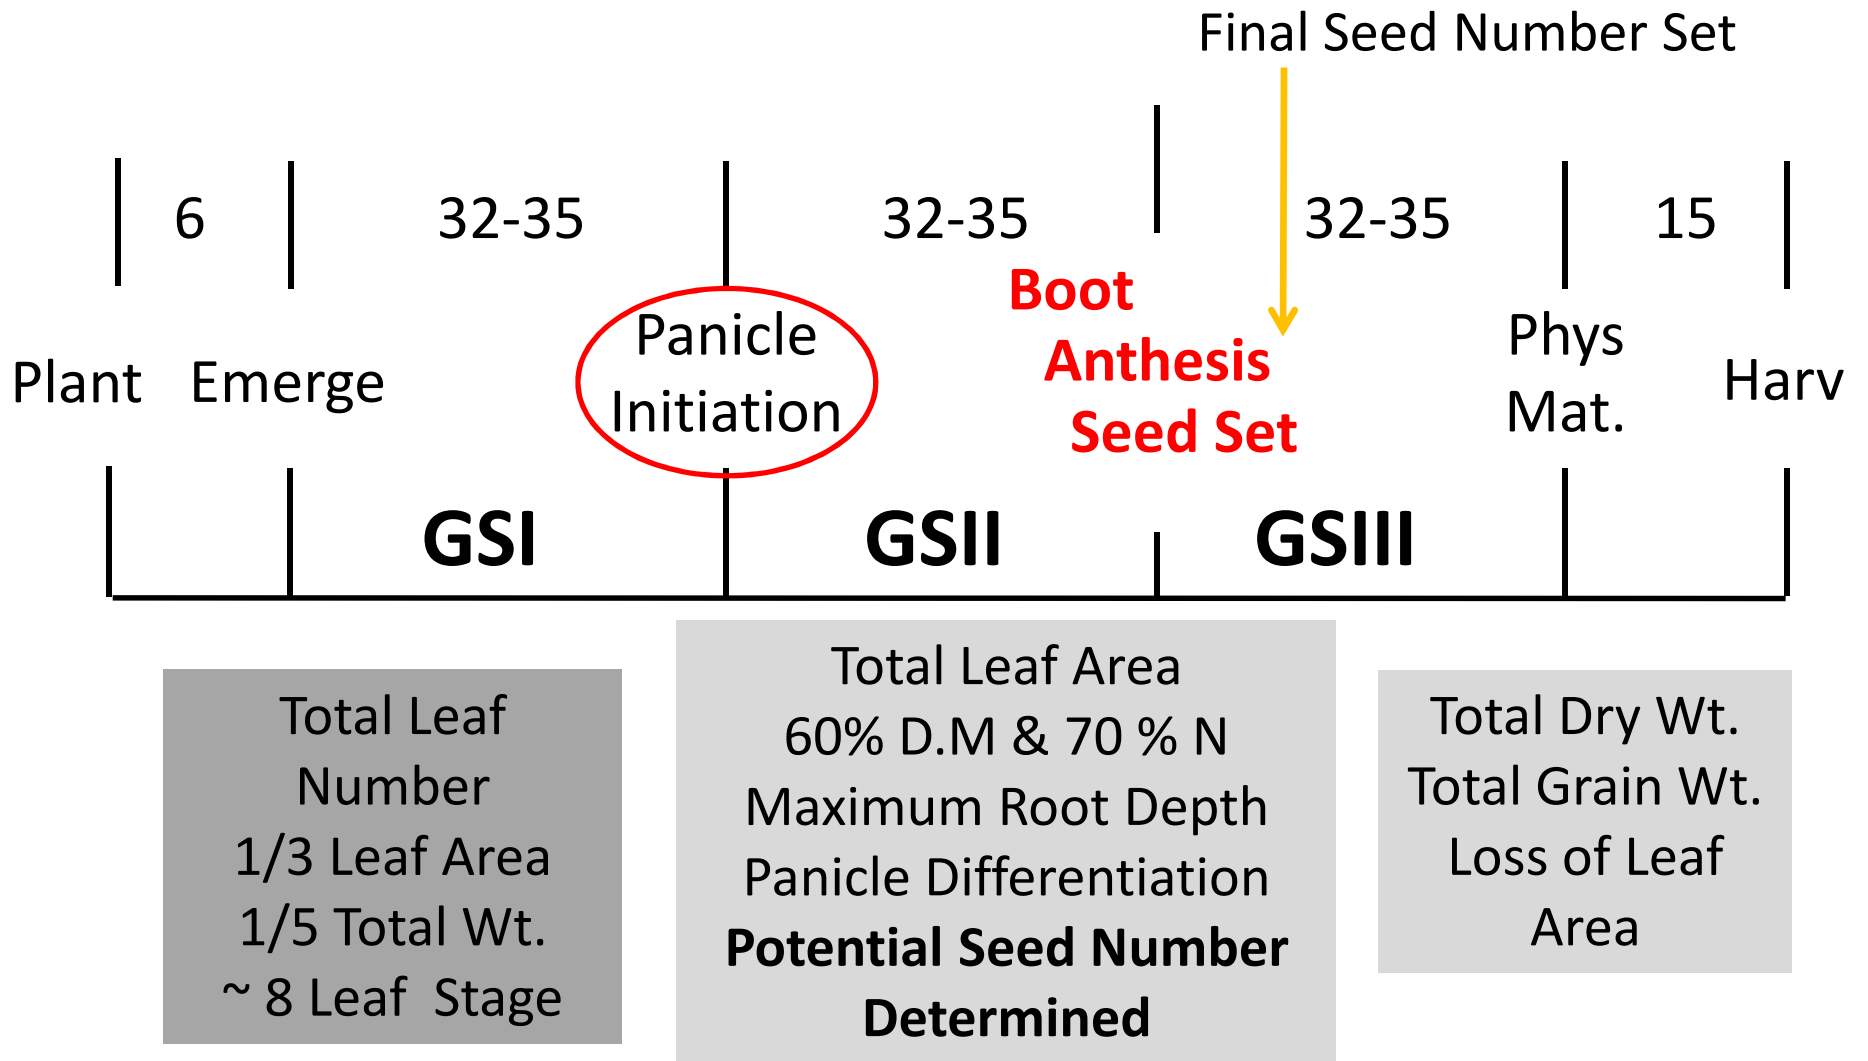 Final Seed Number Set
6
32-35
32-35
32-35
15
Plant
Emerge
Panicle
Initiation
Boot
Anthesis
Seed Set
Phys
Mat.
Harv
GSI
GSII
GSIII
Total Leaf
Number
1/3 Leaf Area
1/5 Total Wt.
~ 8 Leaf  Stage
Total Leaf Area
60% D.M & 70 % N
Maximum Root Depth
Panicle Differentiation
Potential Seed Number
Determined
Total Dry Wt.
Total Grain Wt.
Loss of Leaf
Area